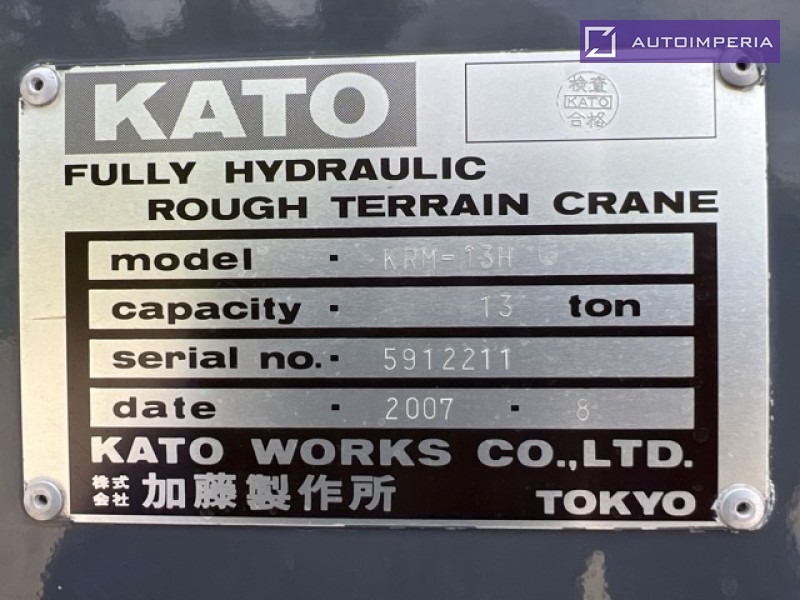 AUTOIMPERIA
KATO
検査
KATO
合格
FULLY HYDRAULIC
ROUGH TERRAIN CRANE
model · KRM-13H
capacity · 13 ton
serial no. · 5912211
date · 2007 · 8
KATO WORKS CO.,LTD.
株式会社 加藤製作所 TOKYO